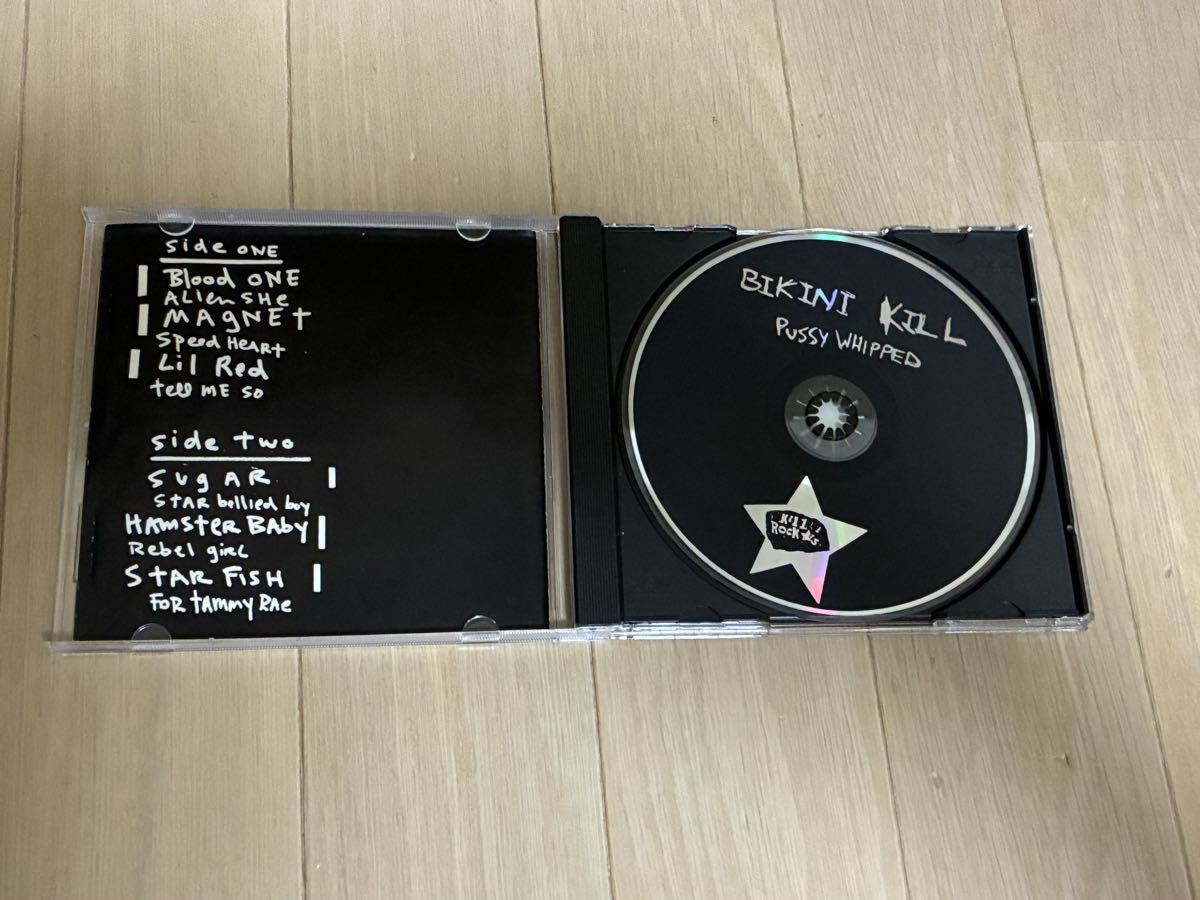 Side ONE
Blood ONE
Alien SHe
MAgNEt
Speed HeARt
Lil Red
tell ME so
Side two
SugAR
STAR bellied boy
HAMSteR BAby
Rebel giRL
StAR FiSH
FOR tammy RAe
BIKINI KILL
PUSSY WHIPPED
KILL
ROCK ★s